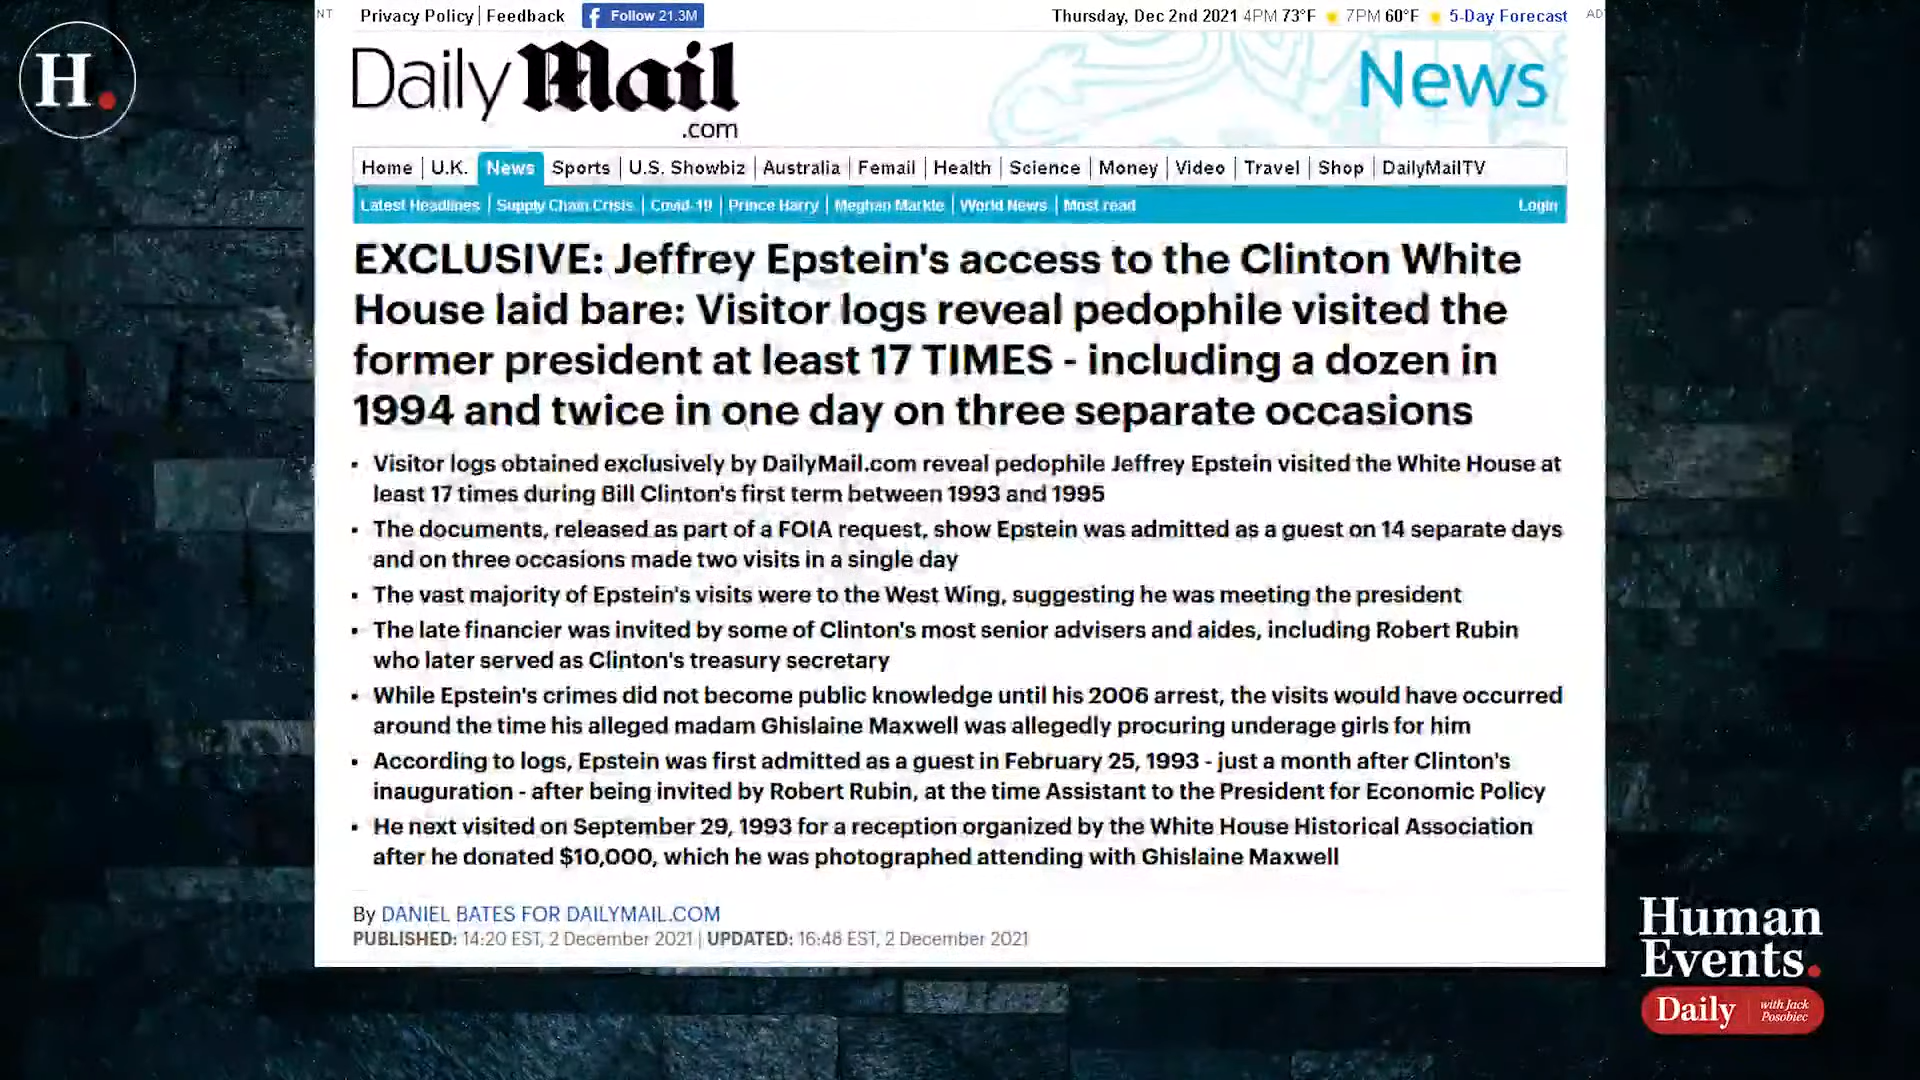 NT
Privacy Policy | Feedback
Follow 21.3M
Thursday, Dec 2nd 2021 4PM 73°F 7PM 60°F 5-Day Forecast
AD
H.
Daily Mail
.com
News
Home | U.K. News Sports | U.S. Showbiz | Australia | Femail | Health | Science | Money | Video | Travel | Shop | DailyMailTV
Latest Headlines | Supply Chain Crisis | Covid-19 | Prince Harry | Meghan Markle | World News | Most read
Login
EXCLUSIVE: Jeffrey Epstein's access to the Clinton White
House laid bare: Visitor logs reveal pedophile visited the
former president at least 17 TIMES - including a dozen in
1994 and twice in one day on three separate occasions
• Visitor logs obtained exclusively by DailyMail.com reveal pedophile Jeffrey Epstein visited the White House at
least 17 times during Bill Clinton's first term between 1993 and 1995
• The documents, released as part of a FOIA request, show Epstein was admitted as a guest on 14 separate days
and on three occasions made two visits in a single day
• The vast majority of Epstein's visits were to the West Wing, suggesting he was meeting the president
• The late financier was invited by some of Clinton's most senior advisers and aides, including Robert Rubin
who later served as Clinton's treasury secretary
• While Epstein's crimes did not become public knowledge until his 2006 arrest, the visits would have occurred
around the time his alleged madam Ghislaine Maxwell was allegedly procuring underage girls for him
• According to logs, Epstein was first admitted as a guest in February 25, 1993 - just a month after Clinton's
inauguration - after being invited by Robert Rubin, at the time Assistant to the President for Economic Policy
• He next visited on September 29, 1993 for a reception organized by the White House Historical Association
after he donated $10,000, which he was photographed attending with Ghislaine Maxwell
By DANIEL BATES FOR DAILYMAIL.COM
PUBLISHED: 14:20 EST, 2 December 2021 | UPDATED: 16:48 EST, 2 December 2021
Human
Events.
Daily
with Jack
Posobiec